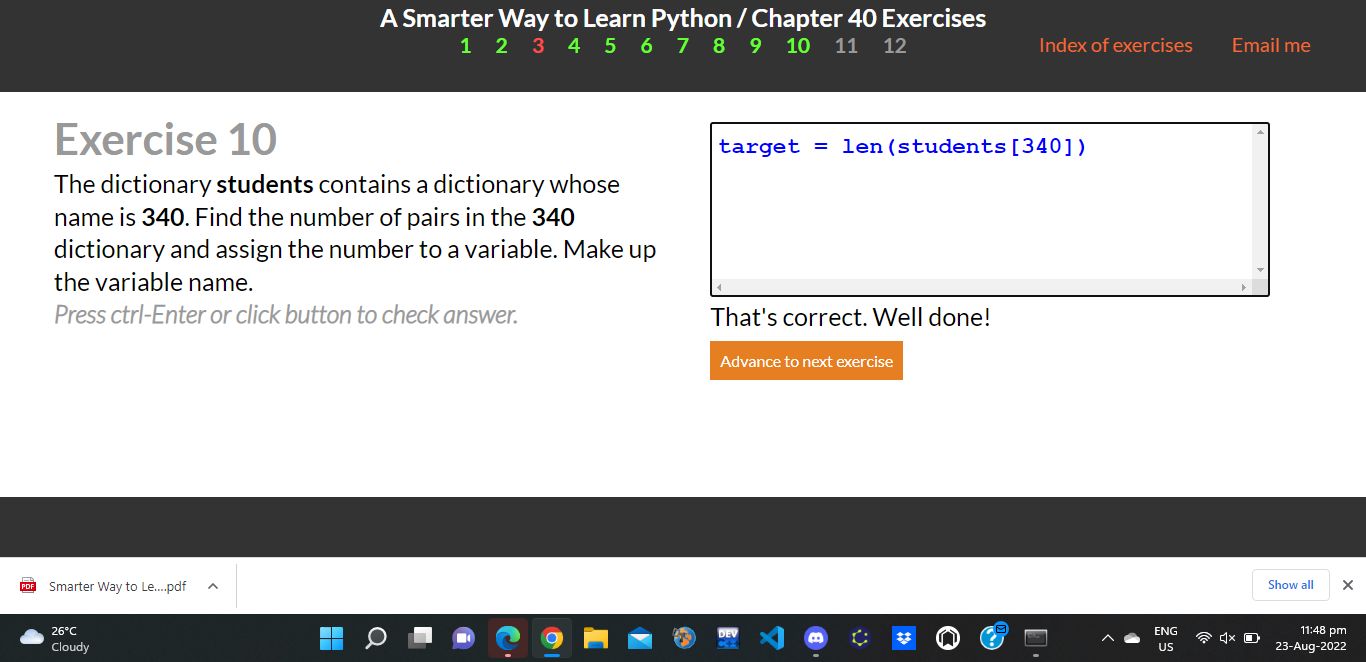 A Smarter Way to Learn Python / Chapter 40 Exercises
1 2 3 4 5 6 7 8 9 10 11 12
Index of exercises Email me
Exercise 10
The dictionary students contains a dictionary whose
name is 340. Find the number of pairs in the 340
dictionary and assign the number to a variable. Make up
the variable name.
Press ctrl-Enter or click button to check answer.
target = len(students[340])
That's correct. Well done!
Advance to next exercise
PDF
Smarter Way to Le....pdf
Show all
26°C
Cloudy
DEV
ENG
US
11:48 pm
23-Aug-2022